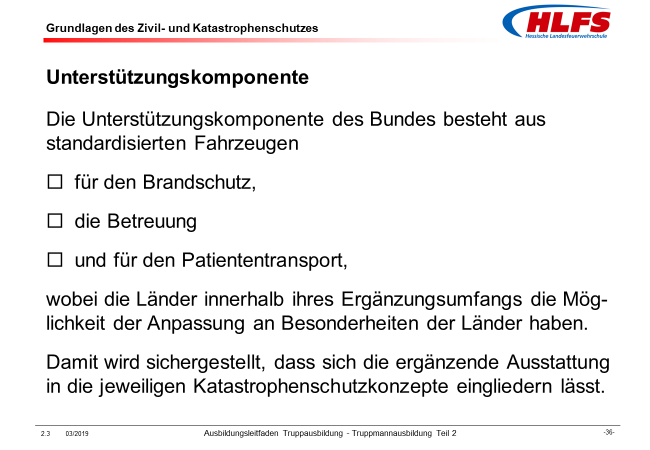 Grundlagen des Zivil- und Katastrophenschutzes
HLFS
Hessische Landesfeuerwehrschule
Unterstützungskomponente
Die Unterstützungskomponente des Bundes besteht aus
standardisierten Fahrzeugen
☐ für den Brandschutz,
☐ die Betreuung
☐ und für den Patiententransport,
wobei die Länder innerhalb ihres Ergänzungsumfangs die Mög-
lichkeit der Anpassung an Besonderheiten der Länder haben.
Damit wird sichergestellt, dass sich die ergänzende Ausstattung
in die jeweiligen Katastrophenschutzkonzepte eingliedern lässt.
2.3 03/2019 Ausbildungsleitfaden Truppausbildung - Truppmannausbildung Teil 2 -36-